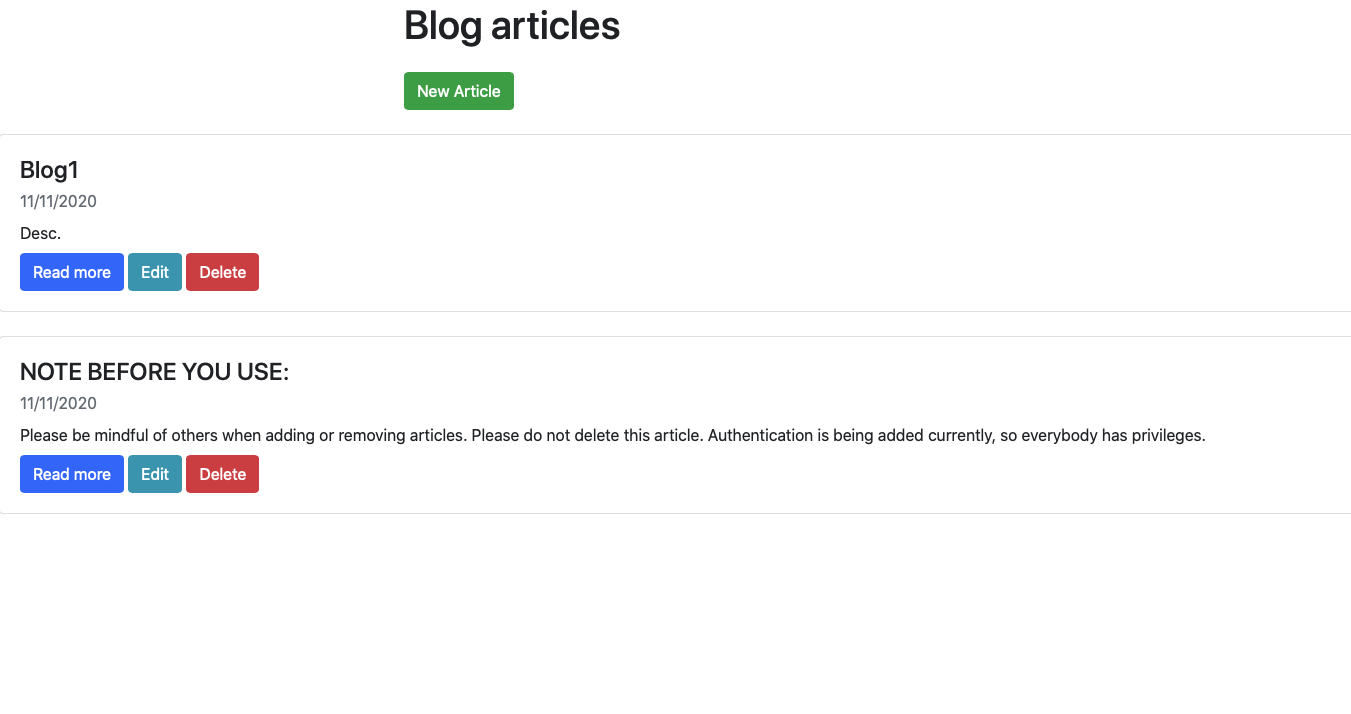 Blog articles
New Article
Blog1
11/11/2020
Desc.
Read more Edit Delete
NOTE BEFORE YOU USE:
11/11/2020
Please be mindful of others when adding or removing articles. Please do not delete this article. Authentication is being added currently, so everybody has privileges.
Read more Edit Delete